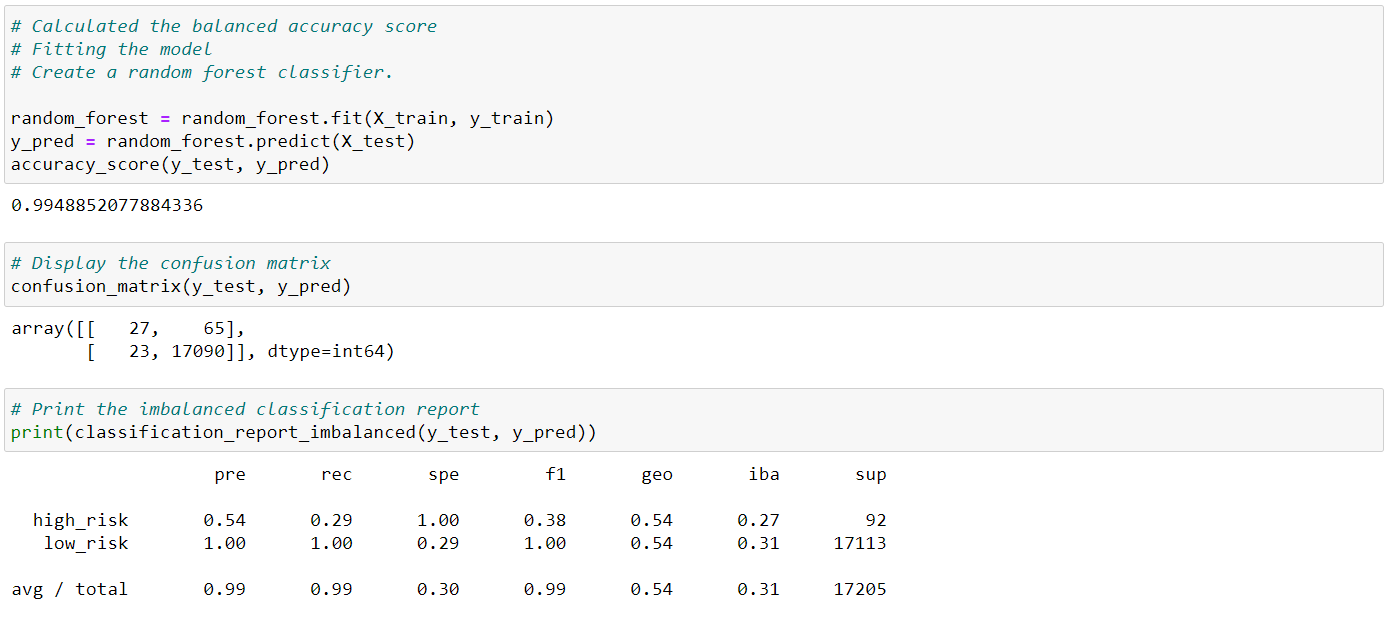 # Calculated the balanced accuracy score
# Fitting the model
# Create a random forest classifier.
random_forest = random_forest.fit(X_train, y_train)
y_pred = random_forest.predict(X_test)
accuracy_score(y_test, y_pred)
0.9948852077884336
# Display the confusion matrix
confusion_matrix(y_test, y_pred)
array([[   27,    65],
       [   23, 17090]], dtype=int64)
# Print the imbalanced classification report
print(classification_report_imbalanced(y_test, y_pred))
                   pre       rec       spe        f1       geo       iba       sup
  high_risk       0.54      0.29      1.00      0.38      0.54      0.27        92
   low_risk       1.00      1.00      0.29      1.00      0.54      0.31     17113
avg / total       0.99      0.99      0.30      0.99      0.54      0.31     17205